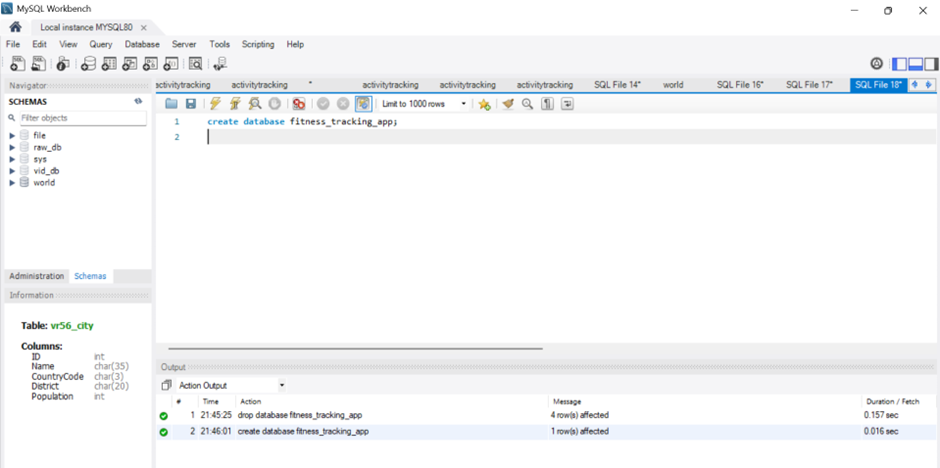 MySQL Workbench
Local instance MYSQL80
File Edit View Query Database Server Tools Scripting Help
Navigator
SCHEMAS
Filter objects
file
raw_db
sys
vid_db
world
Administration Schemas
Information
Table: vr56_city
Columns:
ID int
Name char(35)
CountryCode char(3)
District char(20)
Population int
activitytracking activitytracking * activitytracking activitytracking activitytracking SQL File 14* world SQL File 16* SQL File 17* SQL File 18*
Limit to 1000 rows
1 create database fitness_tracking_app;
2
Output
Action Output
# Time Action Message Duration / Fetch
1 21:45:25 drop database fitness_tracking_app 4 row(s) affected 0.157 sec
2 21:46:01 create database fitness_tracking_app 1 row(s) affected 0.016 sec